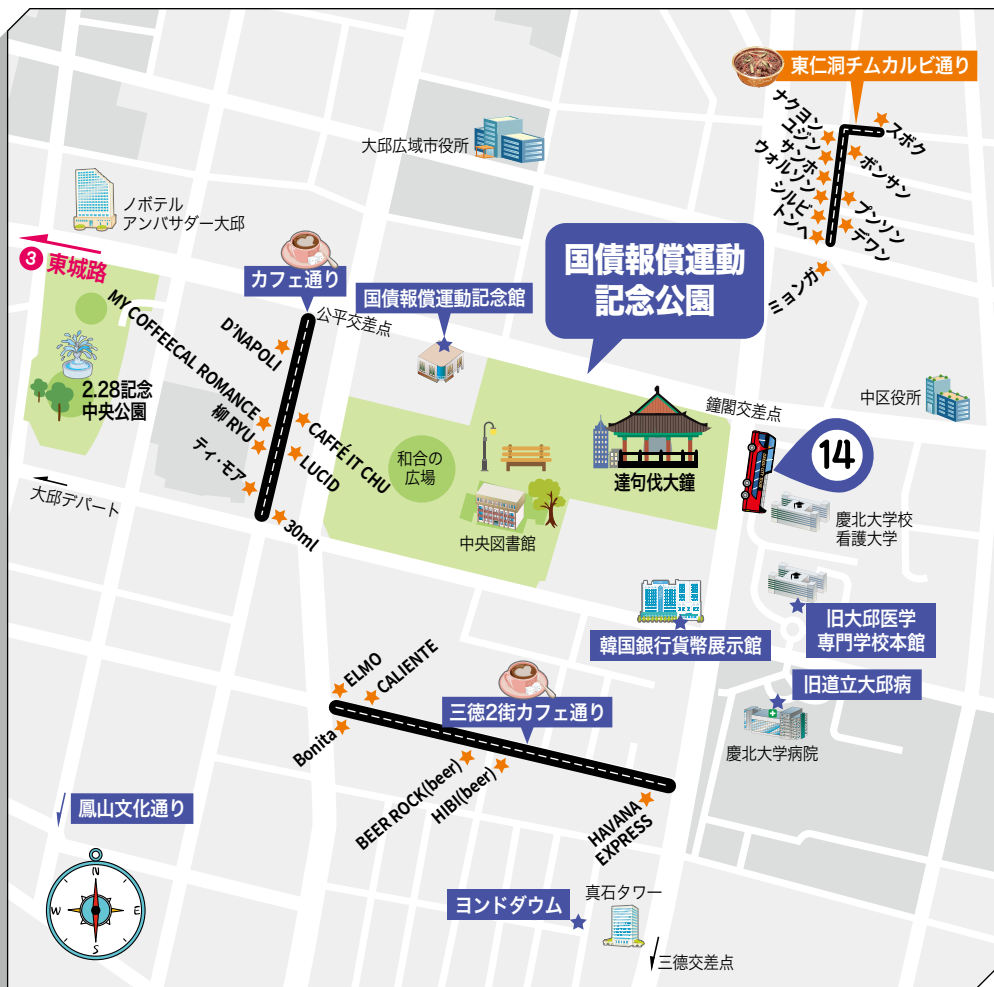 東仁洞チムカルビ通り
ナクヨン
ユジン
サンホ
ウォルソン
シルビ
トンヘ
スボク
ボンサン
プンソン
デワン
ミョンガ
大邱広域市役所
ノボテル
アンバサダー大邱
3 東城路
カフェ通り
公平交差点
国債報償運動記念館
国債報償運動
記念公園
鐘閣交差点
中区役所
14
MY COFFEECAL ROMANCE
D'NAPOLI
柳 RYU
ティ・モア
CAFÉ IT CHU
LUCID
30ml
2.28記念
中央公園
大邱デパート
和合の
広場
中央図書館
達句伐大鐘
慶北大学校
看護大学
旧大邱医学
専門学校本館
韓国銀行貨幣展示館
旧道立大邱病
慶北大学病院
ELMO
CALIENTE
三徳2街カフェ通り
Bonita
BEER ROCK(beer)
HIBI(beer)
HAVANA
EXPRESS
鳳山文化通り
N
W
E
S
ヨンドダウム
真石タワー
三徳交差点